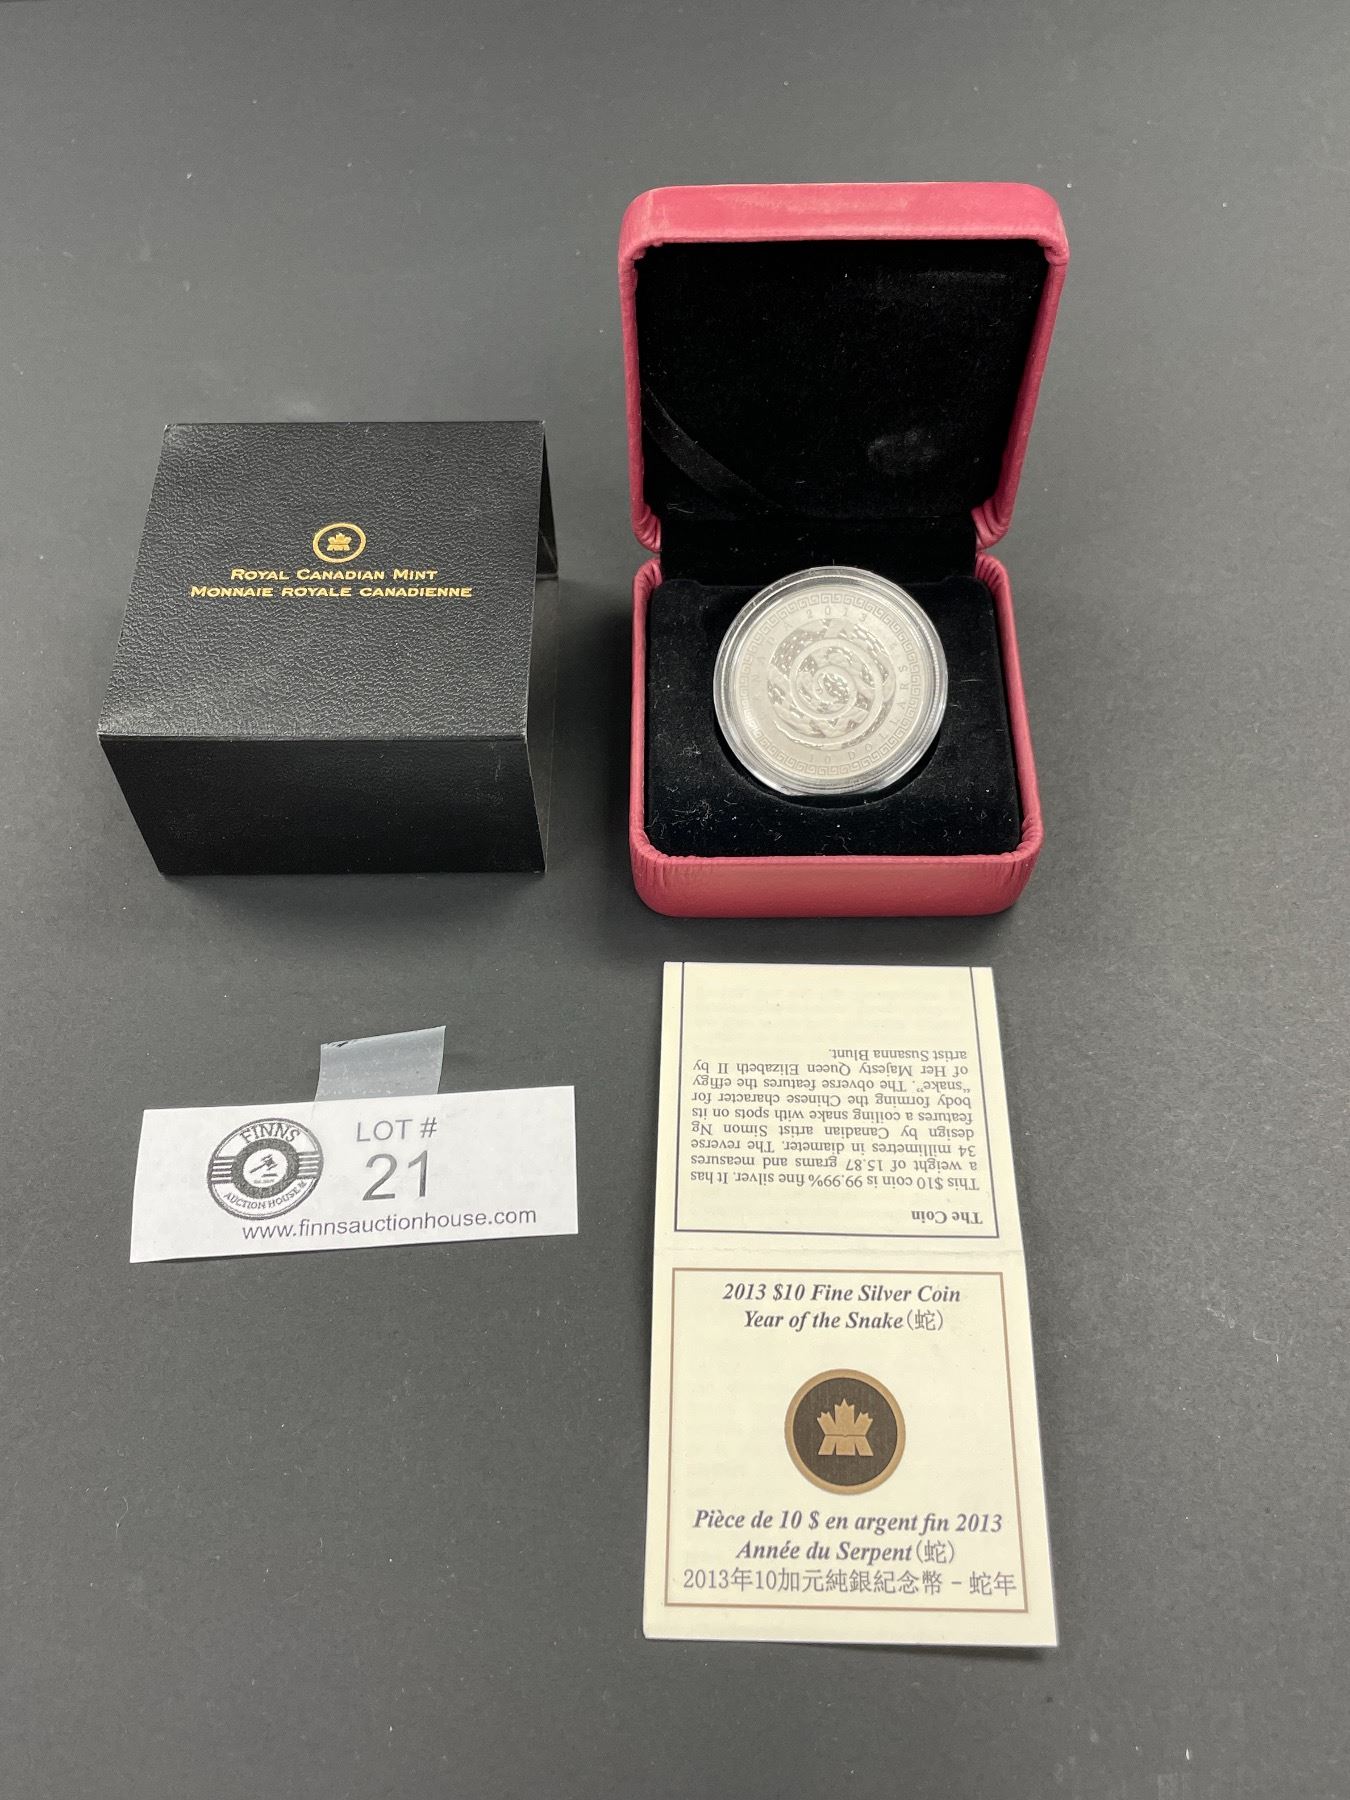 ROYAL CANADIAN MINT
MONNAIE ROYALE CANADIENNE
CANADA 2013
10 DOLLARS
FINNS
AUCTION HOUSE
LOT #
21
www.finnsauctionhouse.com
The Coin
This $10 coin is 99.99% fine silver. It has
a weight of 15.87 grams and measures
34 millimetres in diameter. The reverse
design by Canadian artist Simon Ng
features a coiling snake with spots on its
body forming the Chinese character for
“snake”. The obverse features the effigy
of Her Majesty Queen Elizabeth II by
artist Susanna Blunt.
2013 $10 Fine Silver Coin
Year of the Snake(蛇)
Pièce de 10 $ en argent fin 2013
Année du Serpent(蛇)
2013年10加元純銀紀念幣 - 蛇年